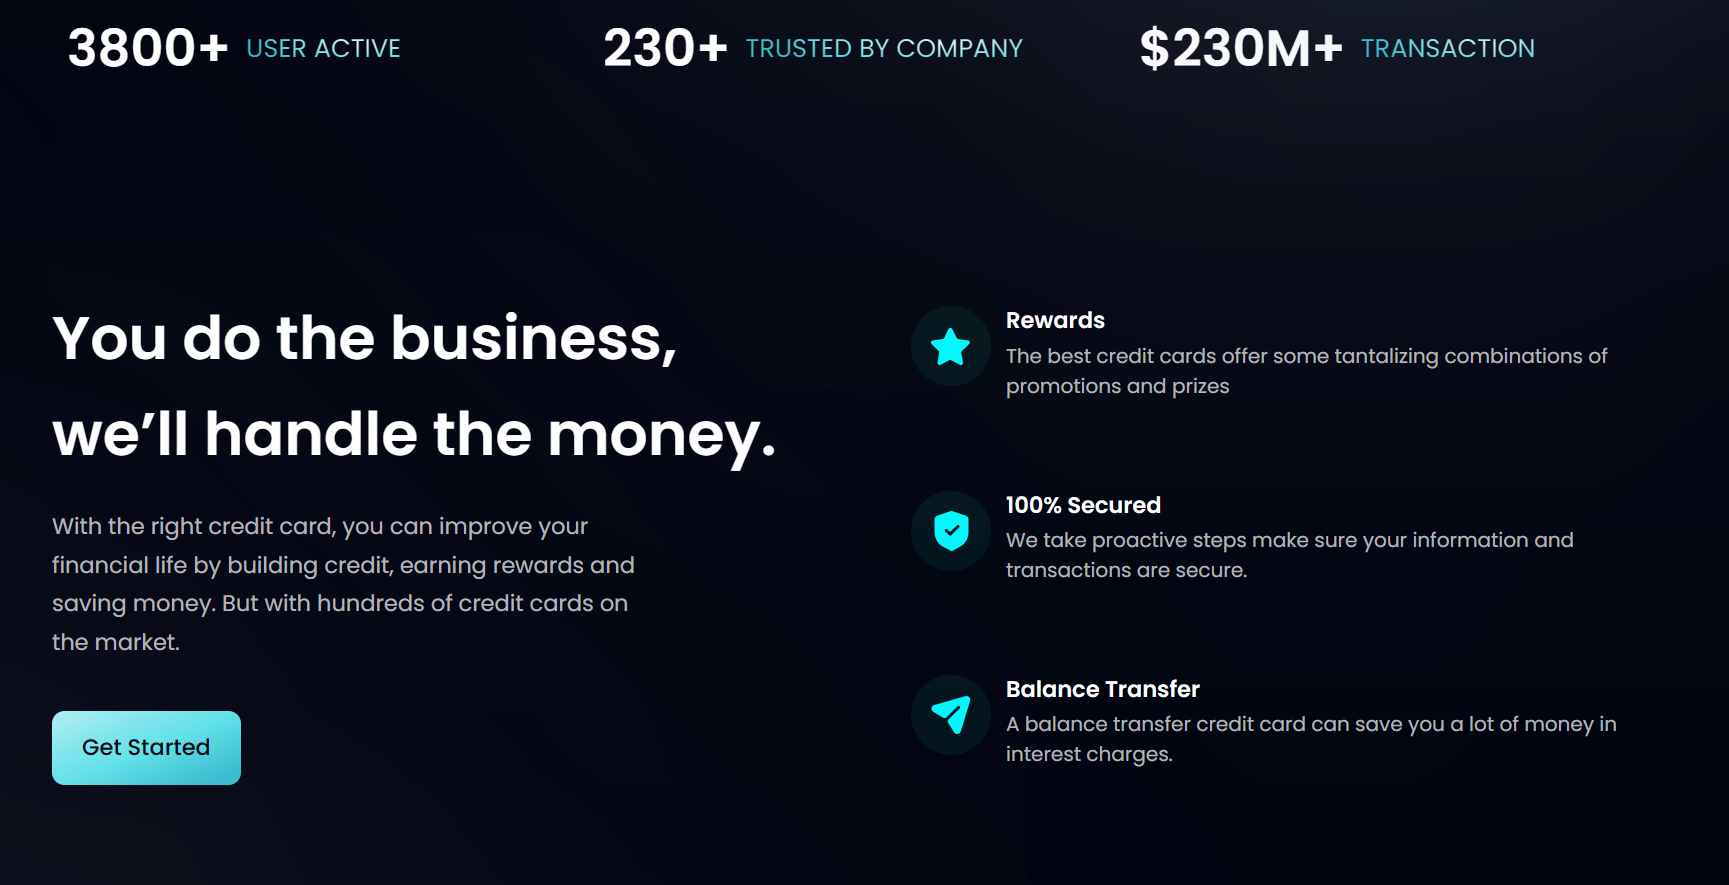 3800+ USER ACTIVE
230+ TRUSTED BY COMPANY
$230M+ TRANSACTION
You do the business,
we’ll handle the money.
With the right credit card, you can improve your
financial life by building credit, earning rewards and
saving money. But with hundreds of credit cards on
the market.
Get Started
Rewards
The best credit cards offer some tantalizing combinations of
promotions and prizes
100% Secured
We take proactive steps make sure your information and
transactions are secure.
Balance Transfer
A balance transfer credit card can save you a lot of money in
interest charges.